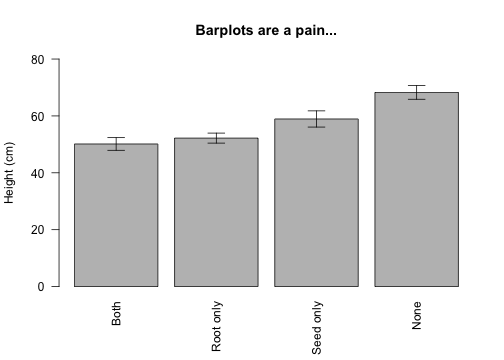 Barplots are a pain...
Height (cm)
80
60
40
20
0
Both
Root only
Seed only
None